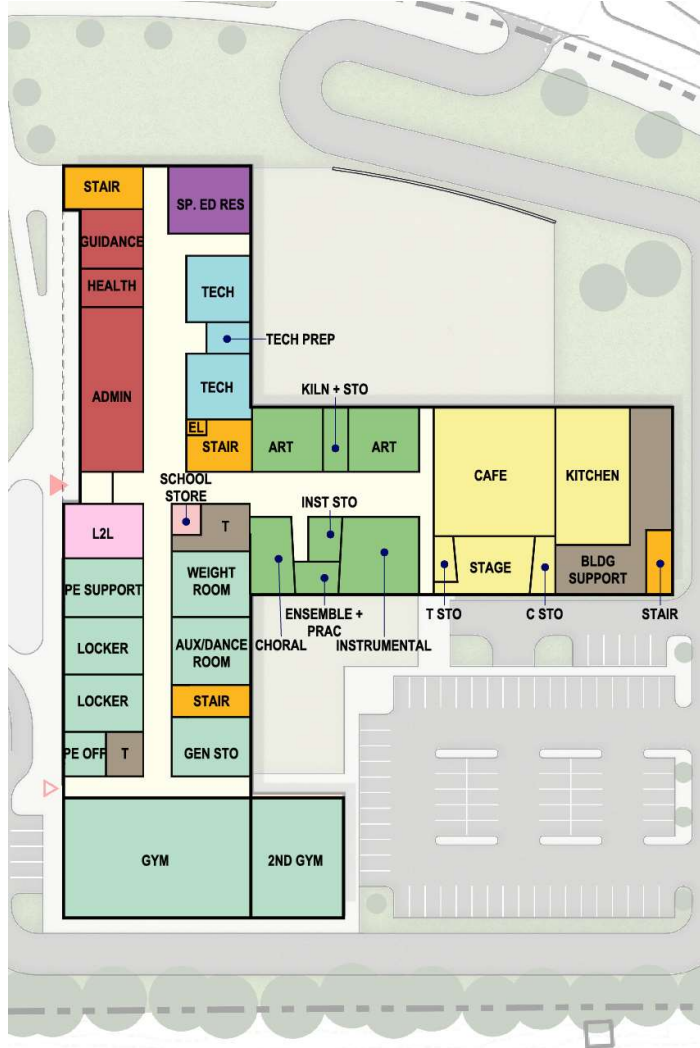 STAIR
SP. ED RES
GUIDANCE
HEALTH
TECH
TECH PREP
ADMIN
TECH
KILN + STO
EL
STAIR
ART
ART
CAFE
KITCHEN
SCHOOL
STORE
INST STO
L2L
T
PE SUPPORT
WEIGHT
ROOM
STAGE
BLDG
SUPPORT
ENSEMBLE +
PRAC
T STO
C STO
STAIR
LOCKER
AUX/DANCE
ROOM
CHORAL
INSTRUMENTAL
LOCKER
STAIR
PE OFF
T
GEN STO
GYM
2ND GYM